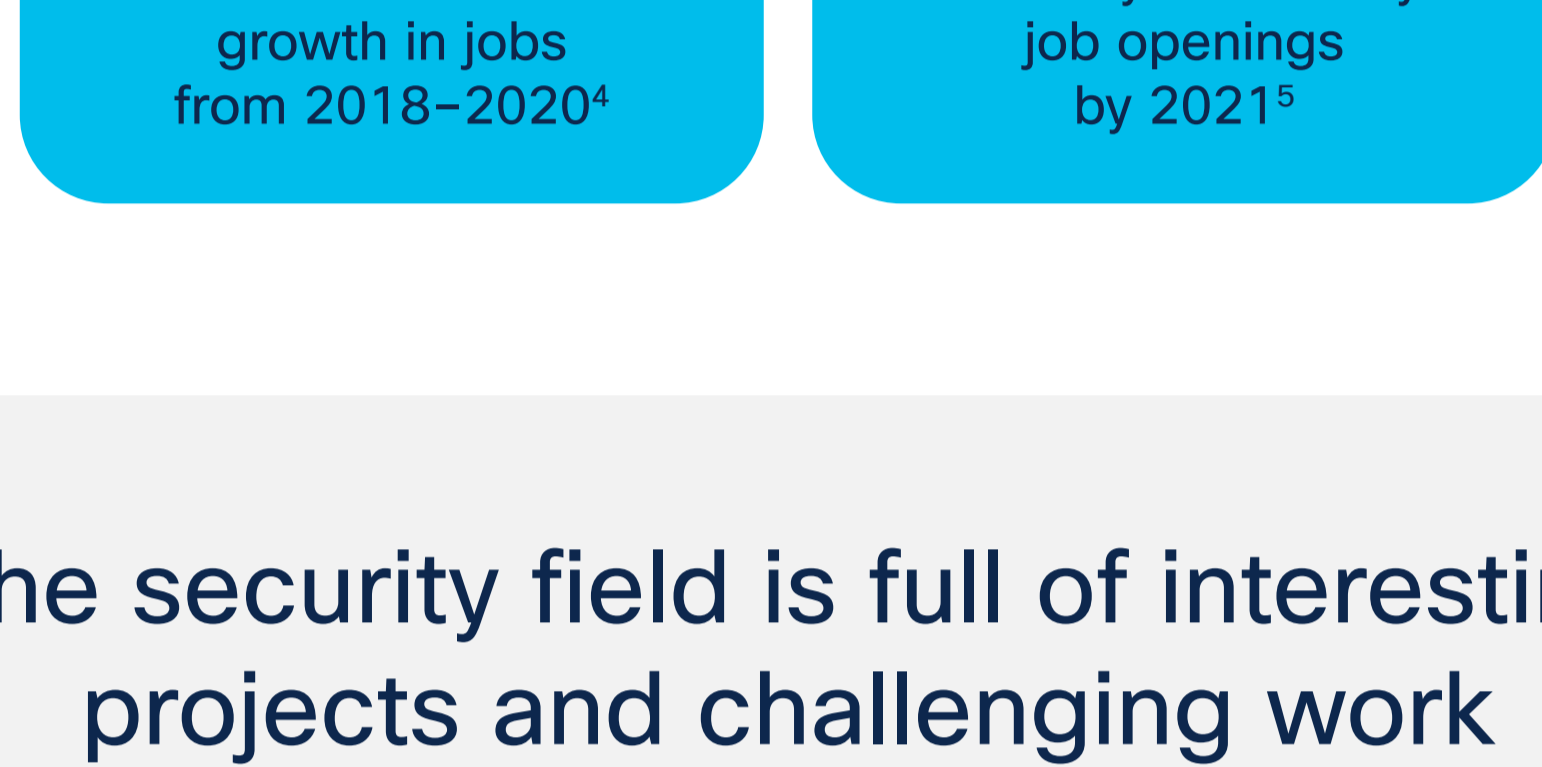 growth in jobs
from 2018–2020⁴
job openings
by 2021⁵
he security field is full of interesti
projects and challenging work